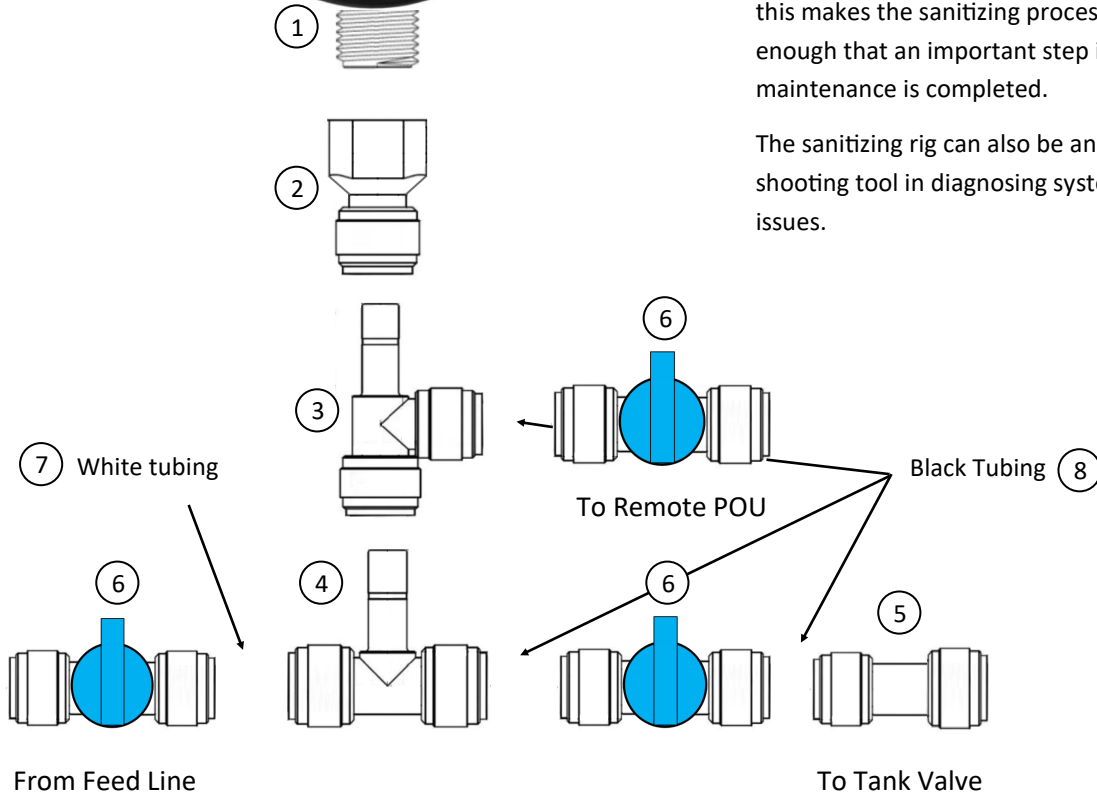 this makes the sanitizing proces
enough that an important step i
maintenance is completed.
The sanitizing rig can also be an
shooting tool in diagnosing syste
issues.
1
2
3
6
To Remote POU
7 White tubing
Black Tubing 8
6
4
6
5
From Feed Line
To Tank Valve